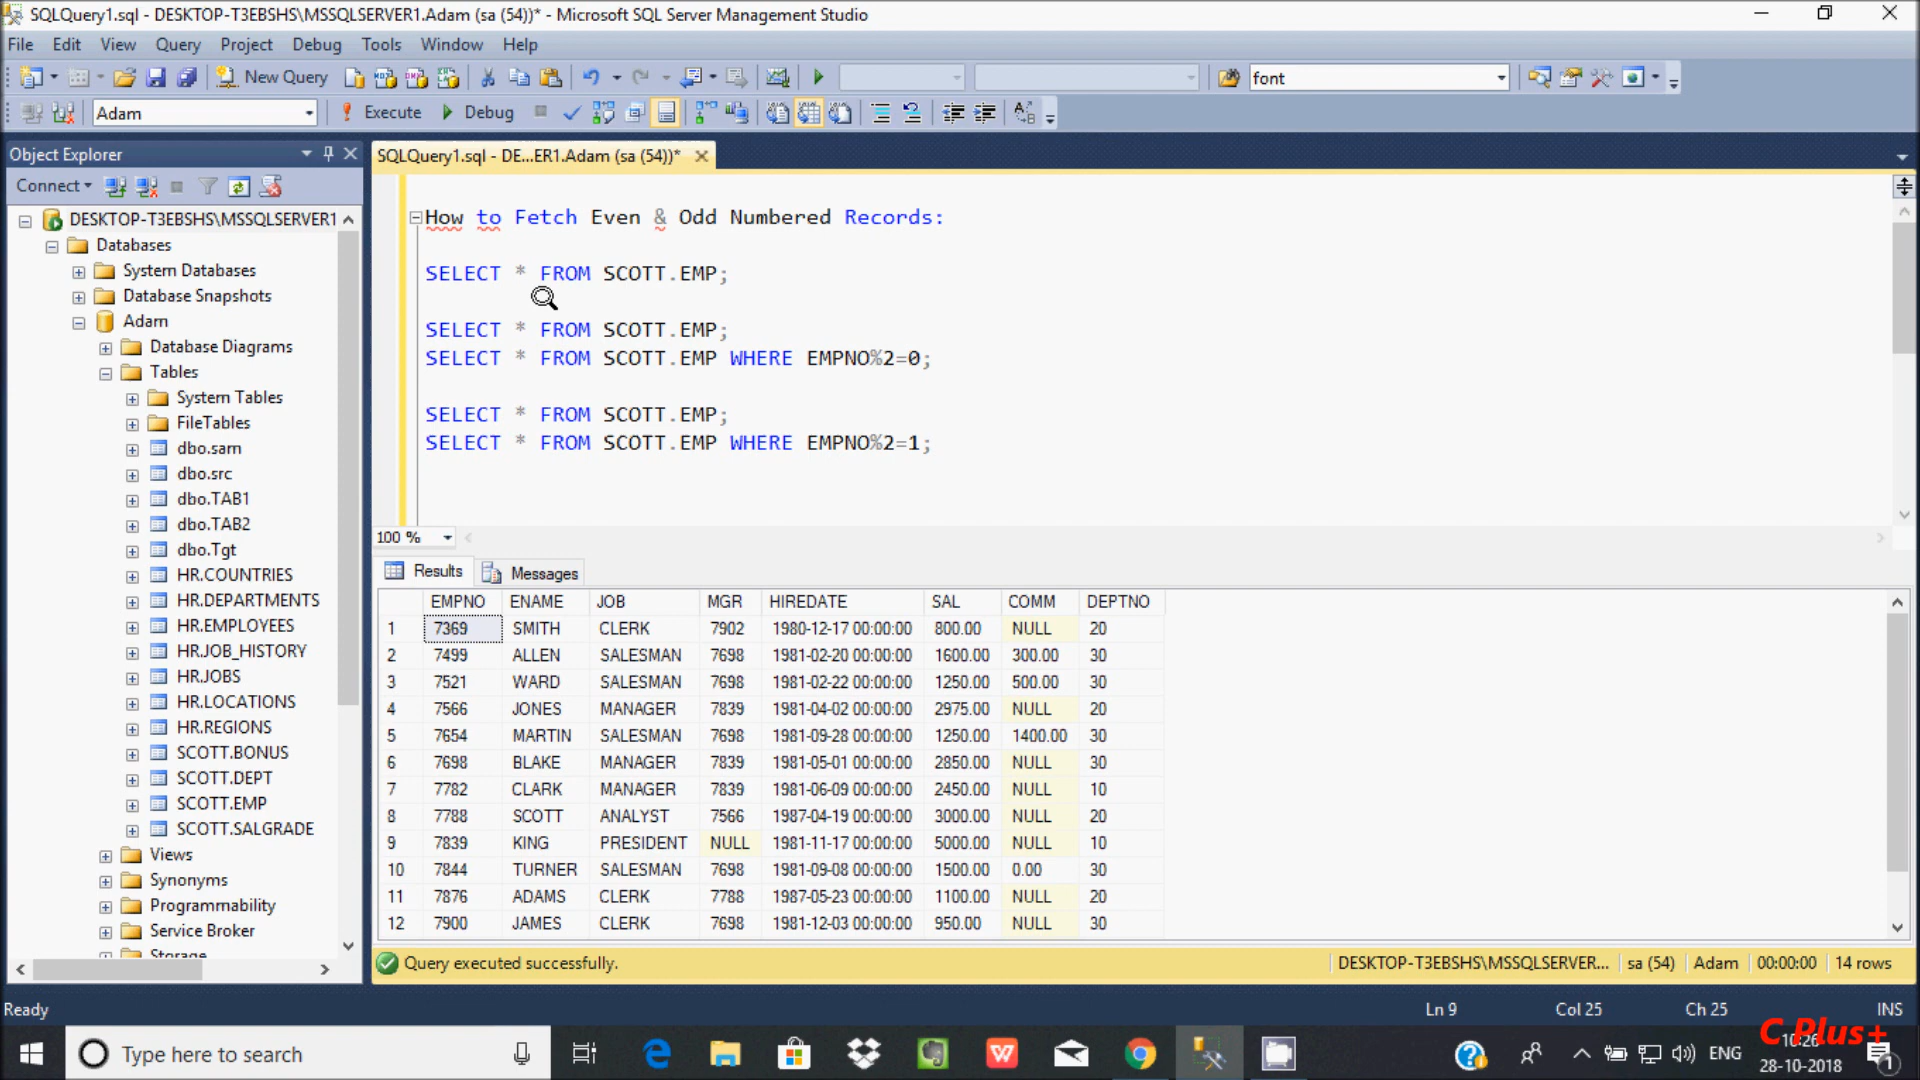 SQLQuery1.sql - DESKTOP-T3EBSHS\MSSQLSERVER1.Adam (sa (54))* - Microsoft SQL Server Management Studio
File Edit View Query Project Debug Tools Window Help
New Query font
Adam Execute Debug
Object Explorer
SQLQuery1.sql - DE...ER1.Adam (sa (54))*
Connect
DESKTOP-T3EBSHS\MSSQLSERVER1
Databases
System Databases
Database Snapshots
Adam
Database Diagrams
Tables
System Tables
FileTables
dbo.sam
dbo.src
dbo.TAB1
dbo.TAB2
dbo.Tgt
HR.COUNTRIES
HR.DEPARTMENTS
HR.EMPLOYEES
HR.JOB_HISTORY
HR.JOBS
HR.LOCATIONS
HR.REGIONS
SCOTT.BONUS
SCOTT.DEPT
SCOTT.EMP
SCOTT.SALGRADE
Views
Synonyms
Programmability
Service Broker
Storage
How to Fetch Even & Odd Numbered Records:
SELECT * FROM SCOTT.EMP;
SELECT * FROM SCOTT.EMP;
SELECT * FROM SCOTT.EMP WHERE EMPNO%2=0;
SELECT * FROM SCOTT.EMP;
SELECT * FROM SCOTT.EMP WHERE EMPNO%2=1;
100 %
Results Messages
EMPNO ENAME JOB MGR HIREDATE SAL COMM DEPTNO
1 7369 SMITH CLERK 7902 1980-12-17 00:00:00 800.00 NULL 20
2 7499 ALLEN SALESMAN 7698 1981-02-20 00:00:00 1600.00 300.00 30
3 7521 WARD SALESMAN 7698 1981-02-22 00:00:00 1250.00 500.00 30
4 7566 JONES MANAGER 7839 1981-04-02 00:00:00 2975.00 NULL 20
5 7654 MARTIN SALESMAN 7698 1981-09-28 00:00:00 1250.00 1400.00 30
6 7698 BLAKE MANAGER 7839 1981-05-01 00:00:00 2850.00 NULL 30
7 7782 CLARK MANAGER 7839 1981-06-09 00:00:00 2450.00 NULL 10
8 7788 SCOTT ANALYST 7566 1987-04-19 00:00:00 3000.00 NULL 20
9 7839 KING PRESIDENT NULL 1981-11-17 00:00:00 5000.00 NULL 10
10 7844 TURNER SALESMAN 7698 1981-09-08 00:00:00 1500.00 0.00 30
11 7876 ADAMS CLERK 7788 1987-05-23 00:00:00 1100.00 NULL 20
12 7900 JAMES CLERK 7698 1981-12-03 00:00:00 950.00 NULL 30
Query executed successfully. DESKTOP-T3EBSHS\MSSQLSERVER... sa (54) Adam 00:00:00 14 rows
Ready Ln 9 Col 25 Ch 25 INS
C Plus+
Type here to search ENG 10:26
28-10-2018 1